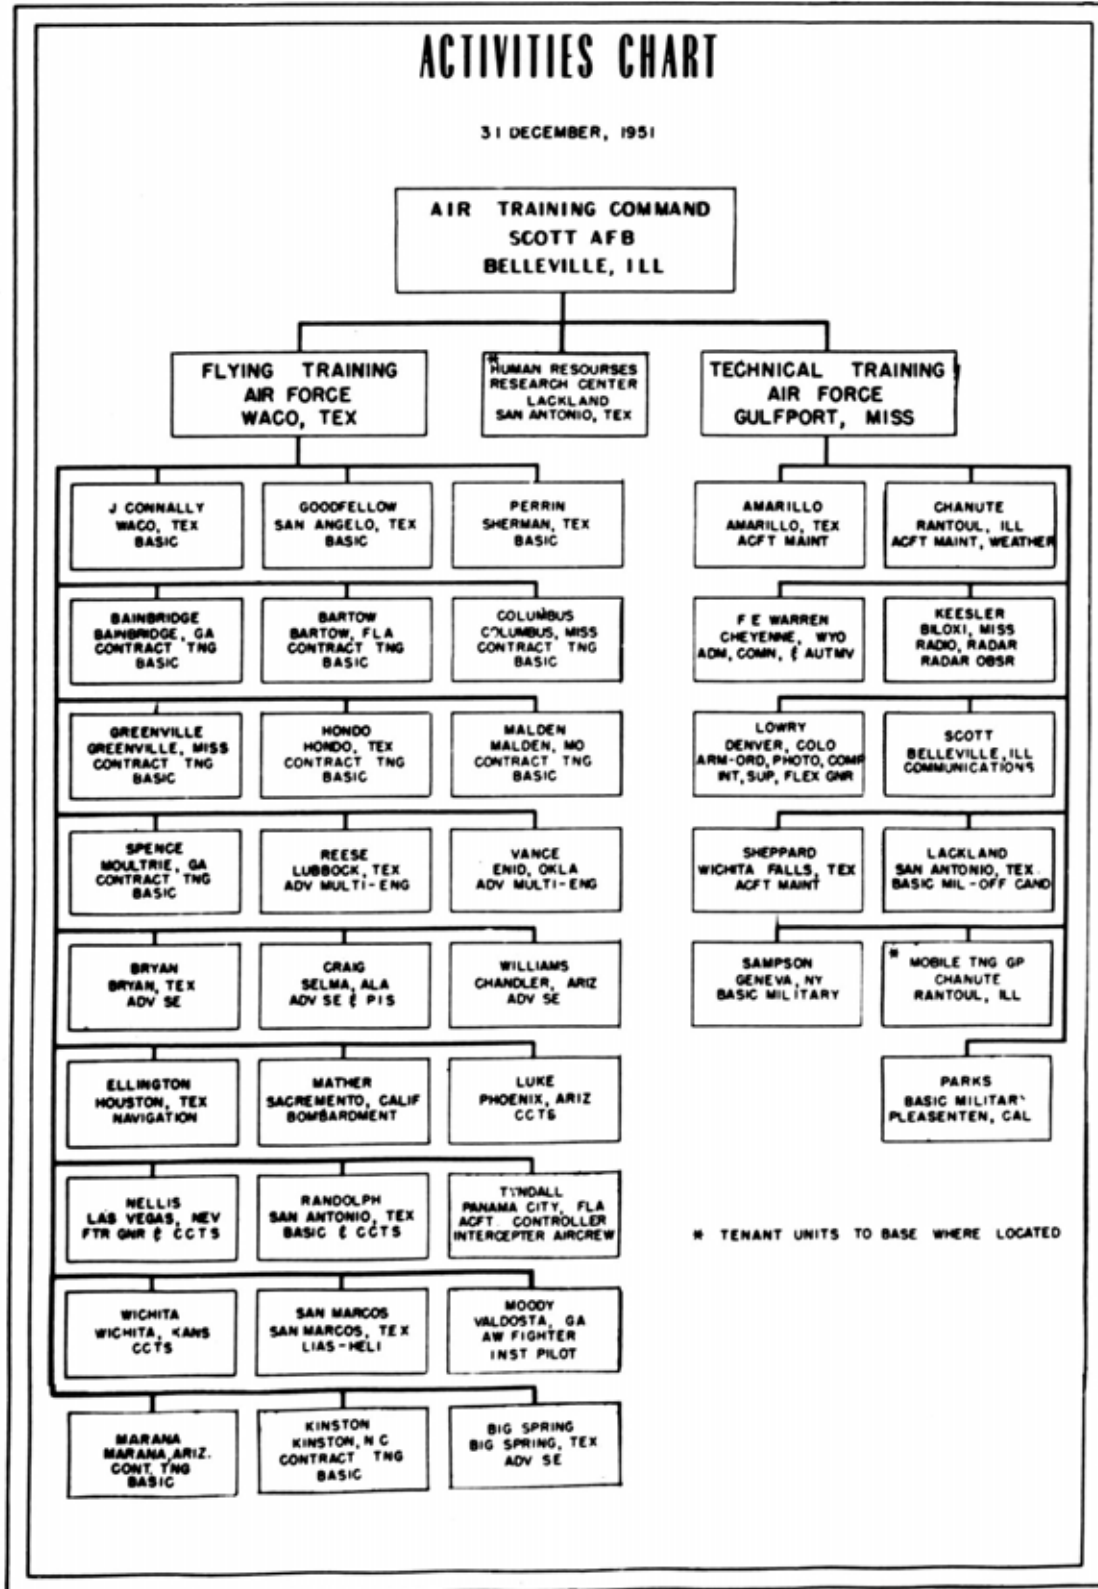 ACTIVITIES CHART
31 DECEMBER, 1951
AIR TRAINING COMMAND
SCOTT AFB
BELLEVILLE, ILL
FLYING TRAINING
AIR FORCE
WACO, TEX
*
HUMAN RESOURSES
RESEARCH CENTER
LACKLAND
SAN ANTONIO, TEX
TECHNICAL TRAINING
AIR FORCE
GULFPORT, MISS
J CONNALLY
WACO, TEX
BASIC
GOODFELLOW
SAN ANGELO, TEX
BASIC
PERRIN
SHERMAN, TEX
BASIC
BAINBRIDGE
BAINBRIDGE, GA
CONTRACT TNG
BASIC
BARTOW
BARTOW, FLA
CONTRACT TNG
BASIC
COLUMBUS
COLUMBUS, MISS
CONTRACT TNG
BASIC
GREENVILLE
GREENVILLE, MISS
CONTRACT TNG
BASIC
HONDO
HONDO, TEX
CONTRACT TNG
BASIC
MALDEN
MALDEN, MO
CONTRACT TNG
BASIC
SPENCE
MOULTRIE, GA
CONTRACT TNG
BASIC
REESE
LUBBOCK, TEX
ADV MULTI-ENG
VANCE
ENID, OKLA
ADV MULTI-ENG
BRYAN
BRYAN, TEX
ADV SE
CRAIG
SELMA, ALA
ADV SE & PIS
WILLIAMS
CHANDLER, ARIZ
ADV SE
ELLINGTON
HOUSTON, TEX
NAVIGATION
MATHER
SACREMENTO, CALIF
BOMBARDMENT
LUKE
PHOENIX, ARIZ
CCTS
NELLIS
LAS VEGAS, NEV
FTR GNR & CCTS
RANDOLPH
SAN ANTONIO, TEX
BASIC & CCTS
TYNDALL
PANAMA CITY, FLA
ACFT. CONTROLLER
INTERCEPTER AIRCREW
WICHITA
WICHITA, KANS
CCTS
SAN MARCOS
SAN MARCOS, TEX
LIAS-HELI
MOODY
VALDOSTA, GA
AW FIGHTER
INST PILOT
MARANA
MARANA, ARIZ.
CONT. TNG
BASIC
KINSTON
KINSTON, N C
CONTRACT TNG
BASIC
BIG SPRING
BIG SPRING, TEX
ADV SE
AMARILLO
AMARILLO, TEX
ACFT MAINT
CHANUTE
RANTOUL, ILL
ACFT MAINT, WEATHER
F E WARREN
CHEYENNE, WYO
ADM, COMN, & AUTMV
KEESLER
BILOXI, MISS
RADIO, RADAR
RADAR OBSR
LOWRY
DENVER, COLO
ARM-ORD, PHOTO, COMP
INT, SUP, FLEX GNR
SCOTT
BELLEVILLE, ILL
COMMUNICATIONS
SHEPPARD
WICHITA FALLS, TEX
ACFT MAINT
LACKLAND
SAN ANTONIO, TEX.
BASIC MIL-OFF CAND
SAMPSON
GENEVA, NY
BASIC MILITARY
* MOBILE TNG GP
CHANUTE
RANTOUL, ILL
PARKS
BASIC MILITARY
PLEASENTEN, CAL
* TENANT UNITS TO BASE WHERE LOCATED